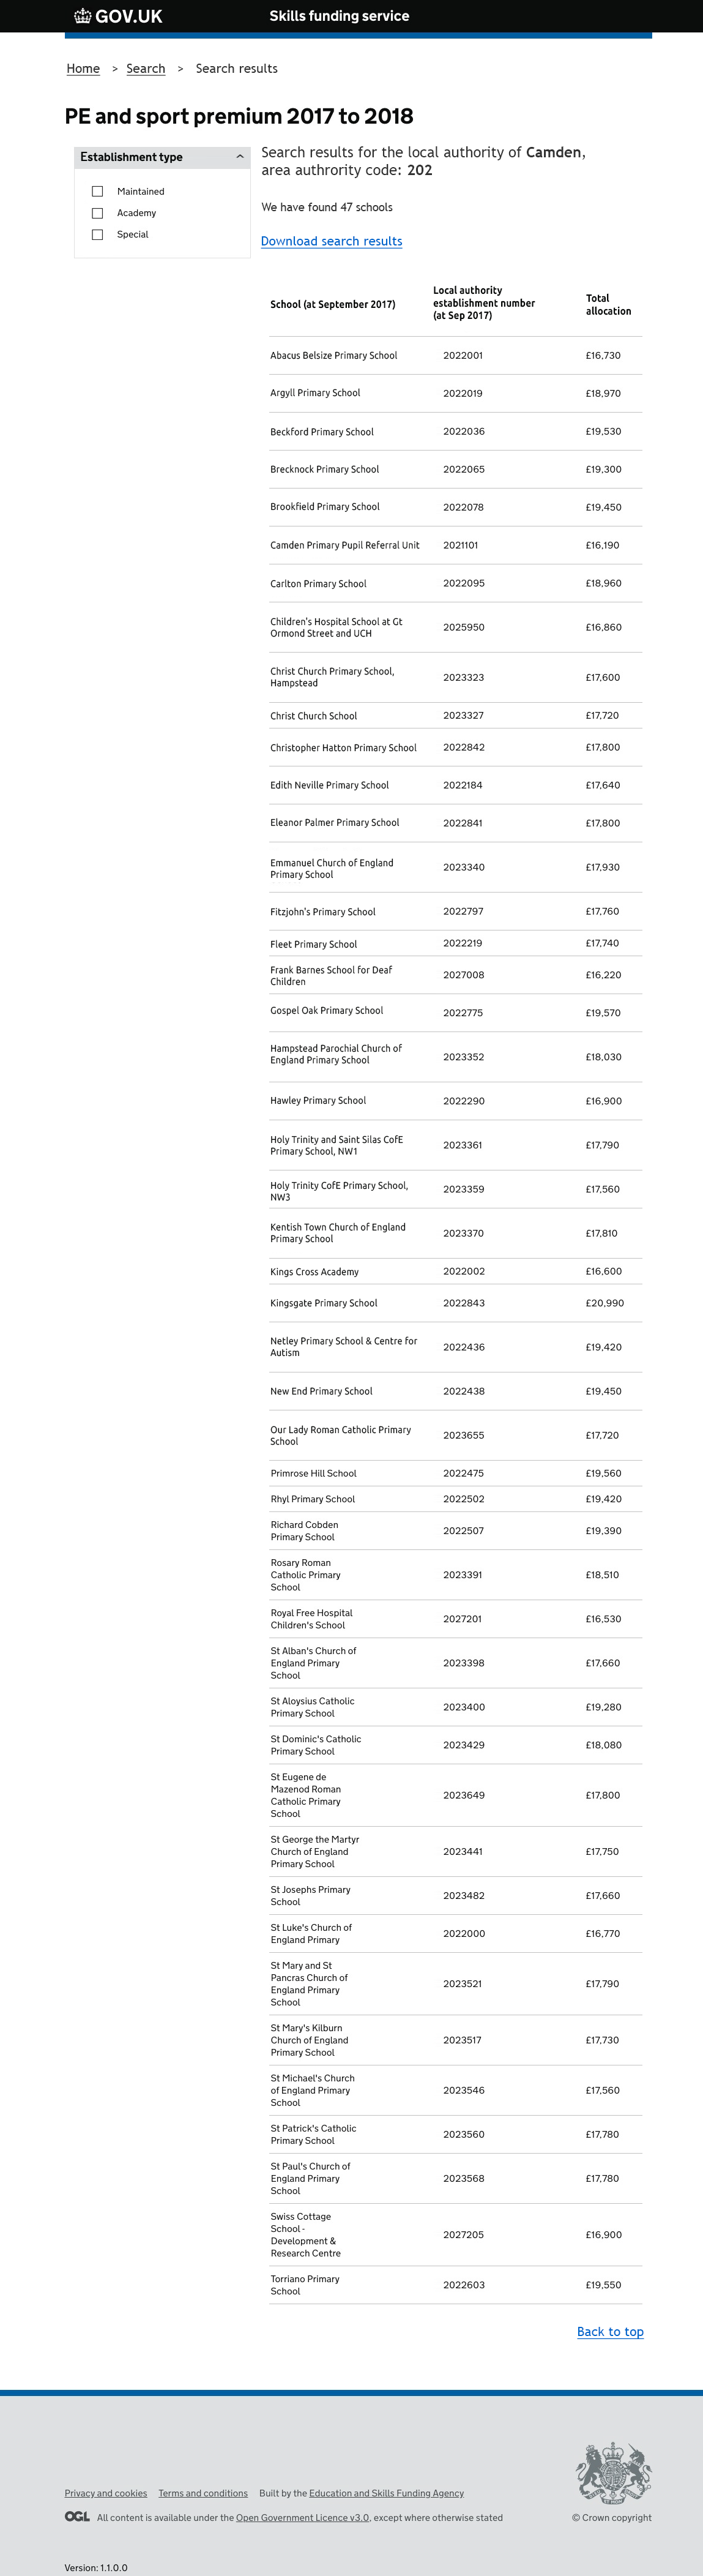 GOV.UK Skills funding service
Home > Search > Search results
PE and sport premium 2017 to 2018
Establishment type
Maintained
Academy
Special
Search results for the local authority of Camden,
area authrority code: 202
We have found 47 schools
Download search results
School (at September 2017) Local authority establishment number (at Sep 2017) Total allocation
Abacus Belsize Primary School 2022001 £16,730
Argyll Primary School 2022019 £18,970
Beckford Primary School 2022036 £19,530
Brecknock Primary School 2022065 £19,300
Brookfield Primary School 2022078 £19,450
Camden Primary Pupil Referral Unit 2021101 £16,190
Carlton Primary School 2022095 £18,960
Children's Hospital School at Gt
Ormond Street and UCH 2025950 £16,860
Christ Church Primary School,
Hampstead 2023323 £17,600
Christ Church School 2023327 £17,720
Christopher Hatton Primary School 2022842 £17,800
Edith Neville Primary School 2022184 £17,640
Eleanor Palmer Primary School 2022841 £17,800
Emmanuel Church of England
Primary School 2023340 £17,930
Fitzjohn's Primary School 2022797 £17,760
Fleet Primary School 2022219 £17,740
Frank Barnes School for Deaf
Children 2027008 £16,220
Gospel Oak Primary School 2022775 £19,570
Hampstead Parochial Church of
England Primary School 2023352 £18,030
Hawley Primary School 2022290 £16,900
Holy Trinity and Saint Silas CofE
Primary School, NW1 2023361 £17,790
Holy Trinity CofE Primary School,
NW3 2023359 £17,560
Kentish Town Church of England
Primary School 2023370 £17,810
Kings Cross Academy 2022002 £16,600
Kingsgate Primary School 2022843 £20,990
Netley Primary School & Centre for
Autism 2022436 £19,420
New End Primary School 2022438 £19,450
Our Lady Roman Catholic Primary
School 2023655 £17,720
Primrose Hill School 2022475 £19,560
Rhyl Primary School 2022502 £19,420
Richard Cobden
Primary School 2022507 £19,390
Rosary Roman
Catholic Primary
School 2023391 £18,510
Royal Free Hospital
Children's School 2027201 £16,530
St Alban's Church of
England Primary
School 2023398 £17,660
St Aloysius Catholic
Primary School 2023400 £19,280
St Dominic's Catholic
Primary School 2023429 £18,080
St Eugene de
Mazenod Roman
Catholic Primary
School 2023649 £17,800
St George the Martyr
Church of England
Primary School 2023441 £17,750
St Josephs Primary
School 2023482 £17,660
St Luke's Church of
England Primary 2022000 £16,770
St Mary and St
Pancras Church of
England Primary
School 2023521 £17,790
St Mary's Kilburn
Church of England
Primary School 2023517 £17,730
St Michael's Church
of England Primary
School 2023546 £17,560
St Patrick's Catholic
Primary School 2023560 £17,780
St Paul's Church of
England Primary
School 2023568 £17,780
Swiss Cottage
School -
Development &
Research Centre 2027205 £16,900
Torriano Primary
School 2022603 £19,550
Back to top
Privacy and cookies Terms and conditions Built by the Education and Skills Funding Agency
OGL All content is available under the Open Government Licence v3.0, except where otherwise stated © Crown copyright
Version: 1.1.0.0